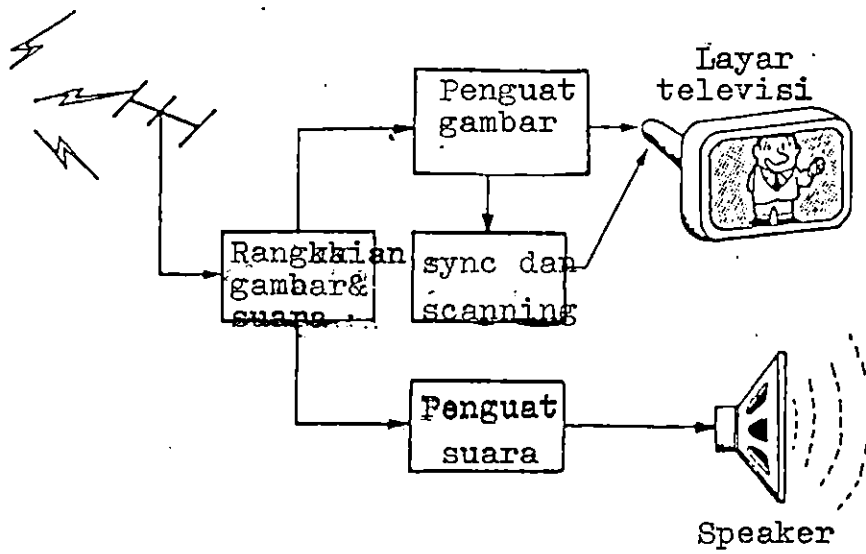 Penguat
gambar
Layar
televisi
Rangkaian
gambar&
suara
sync dan
scanning
Penguat
suara
Speaker